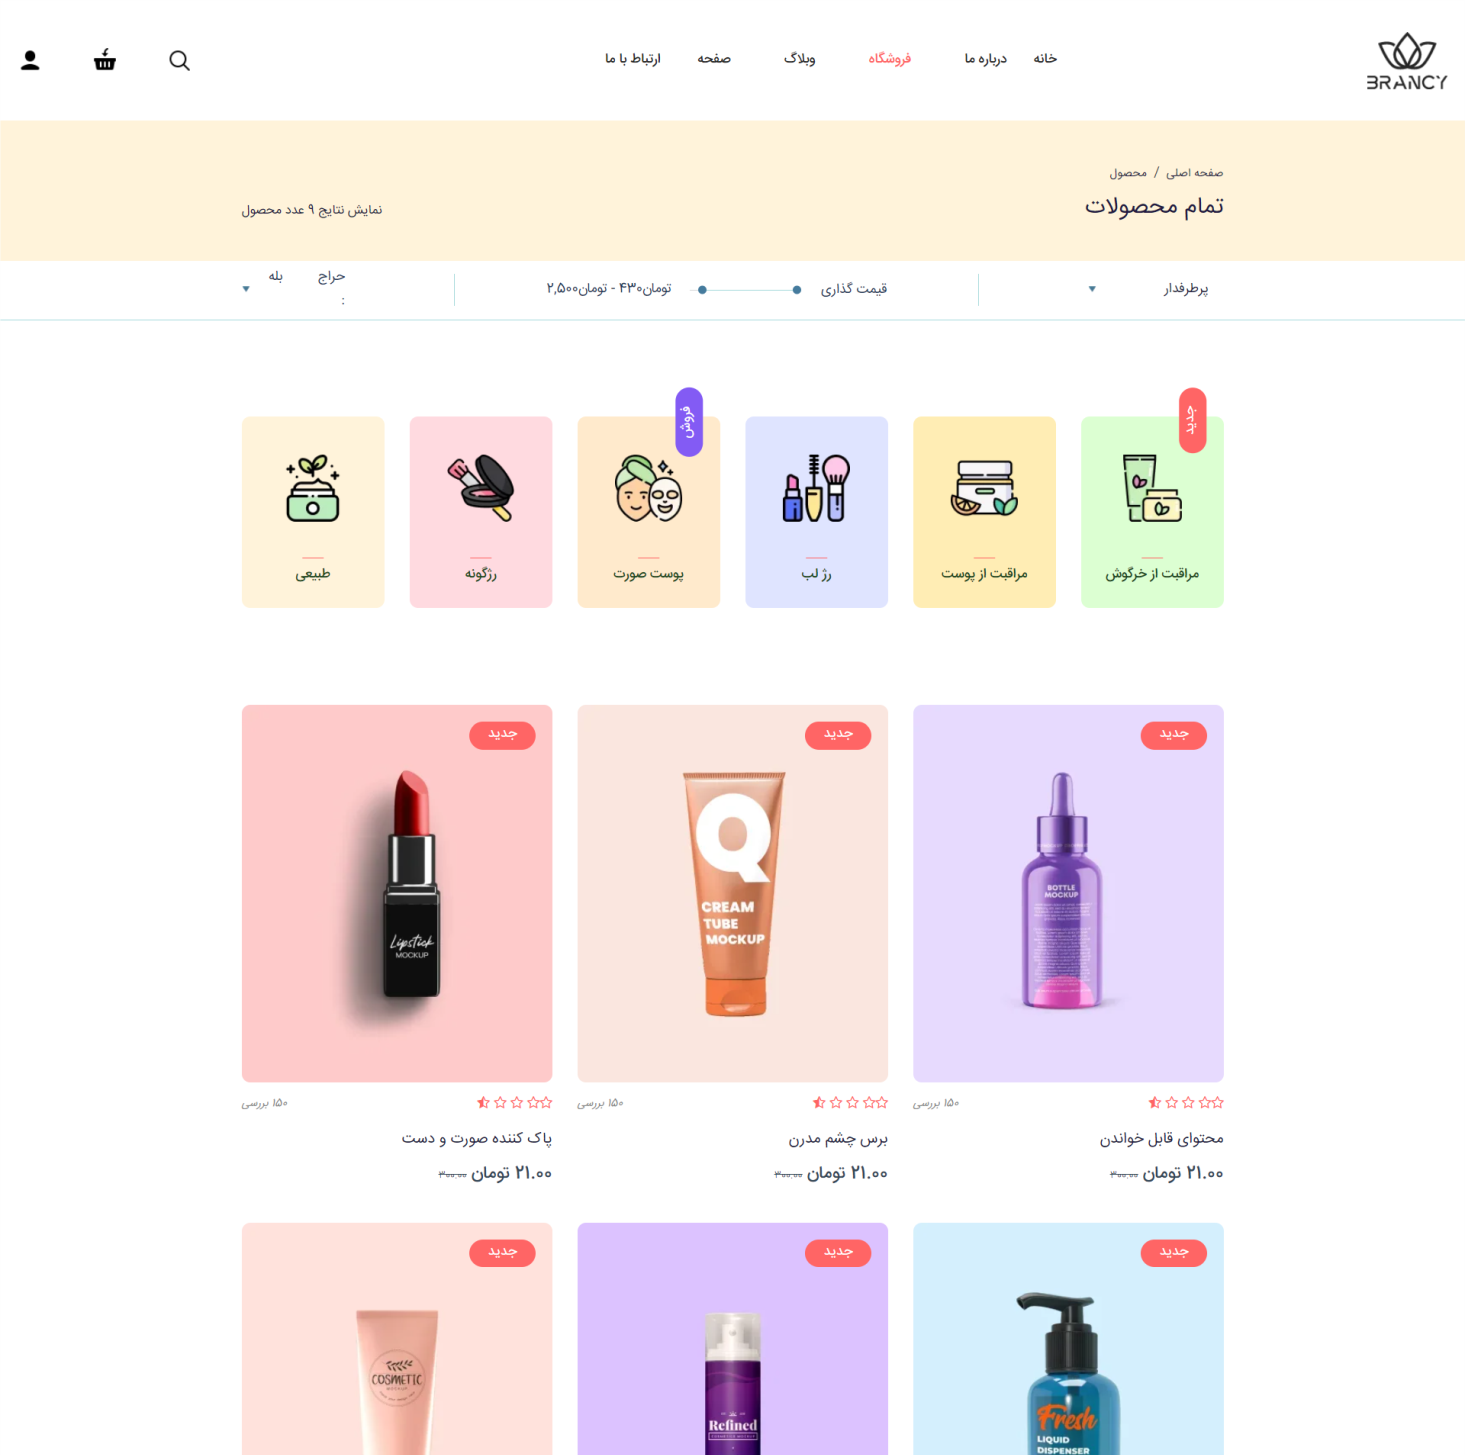 BRANCY
خانه درباره ما فروشگاه وبلاگ صفحه ارتباط با ما
صفحه اصلی / محصول
تمام محصولات
نمایش نتایج ۹ عدد محصول
پرطرفدار
قیمت گذاری
تومان۴۳۰ - تومان۲,۵۰۰
حراج : بله
جدید
مراقبت از خرگوش
مراقبت از پوست
رژ لب
فروش
پوست صورت
رژگونه
طبیعی
جدید
BOTTLE
MOCKUP
جدید
Q
CREAM
TUBE
MOCKUP
جدید
Lipstick
MOCKUP
۱۵۰ بررسی
محتوای قابل خواندن
۲۱.۰۰ تومان ۳۰۰.۰۰
۱۵۰ بررسی
برس چشم مدرن
۲۱.۰۰ تومان ۳۰۰.۰۰
۱۵۰ بررسی
پاک کننده صورت و دست
۲۱.۰۰ تومان ۳۰۰.۰۰
جدید
Fresh
LIQUID
DISPENSER
جدید
Refined
جدید
COSMETIC
MOCKUP